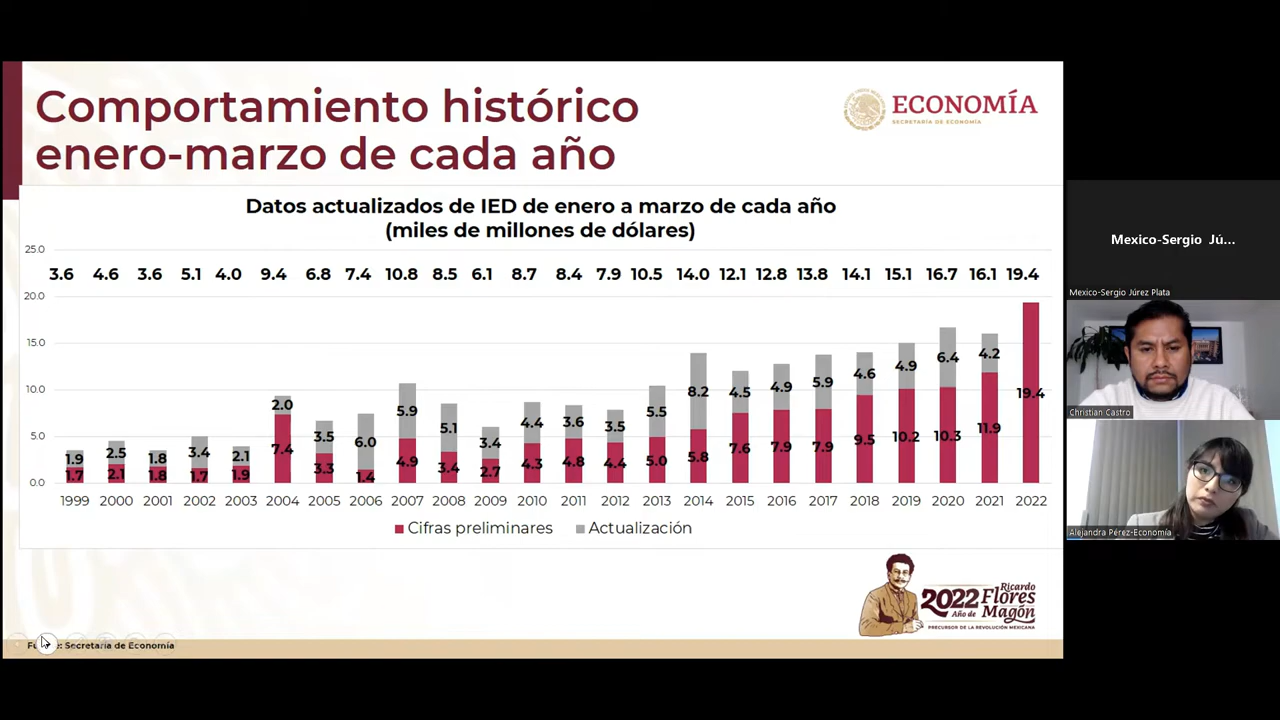 Comportamiento histórico
enero-marzo de cada año
ECONOMÍA
SECRETARÍA DE ECONOMÍA
Datos actualizados de IED de enero a marzo de cada año
(miles de millones de dólares)
25.0
3.6 4.6 3.6 5.1 4.0 9.4 6.8 7.4 10.8 8.5 6.1 8.7 8.4 7.9 10.5 14.0 12.1 12.8 13.8 14.1 15.1 16.7 16.1 19.4
20.0
15.0
10.0
5.0
0.0
1.9 2.5 1.8 3.4 2.1 2.0 3.5 6.0 5.9 5.1 3.4 4.4 3.6 3.5 5.5 8.2 4.5 4.9 5.9 4.6 4.9 6.4 4.2
1.7 2.1 1.8 1.7 1.9 7.4 3.3 1.4 4.9 3.4 2.7 4.3 4.8 4.4 5.0 5.8 7.6 7.9 7.9 9.5 10.2 10.3 11.9 19.4
1999 2000 2001 2002 2003 2004 2005 2006 2007 2008 2009 2010 2011 2012 2013 2014 2015 2016 2017 2018 2019 2020 2021 2022
Cifras preliminares Actualización
2022
Año de
Ricardo
Flores
Magón
PRECURSOR DE LA REVOLUCIÓN MEXICANA
Secretaría de Economía
Mexico-Sergio Jú...
Mexico-Sergio Júrez Plata
Christian Castro
Alejandra Pérez-Economía